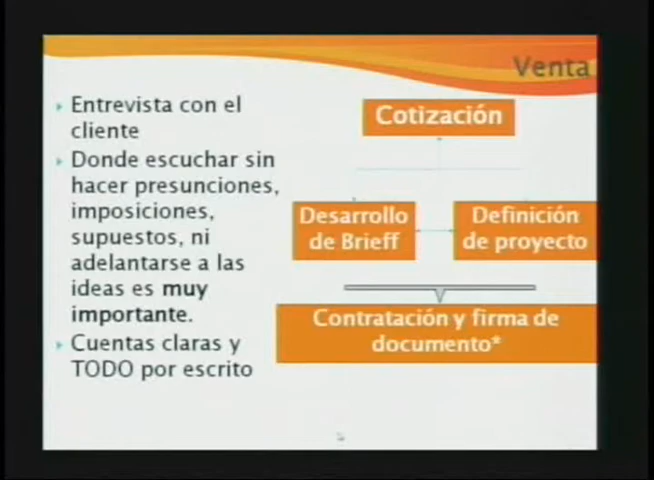 Venta
Entrevista con el
cliente
Donde escuchar sin
hacer presunciones,
imposiciones,
supuestos, ni
adelantarse a las
ideas es muy
importante.
Cuentas claras y
TODO por escrito
Cotización
Desarrollo
de Brieff
Definición
de proyecto
Contratación y firma de
documento*